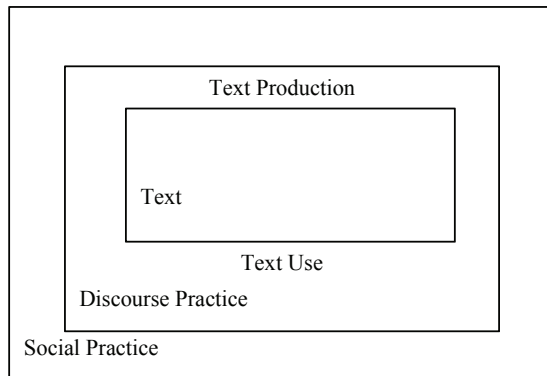 Text Production
Text
Text Use
Discourse Practice
Social Practice